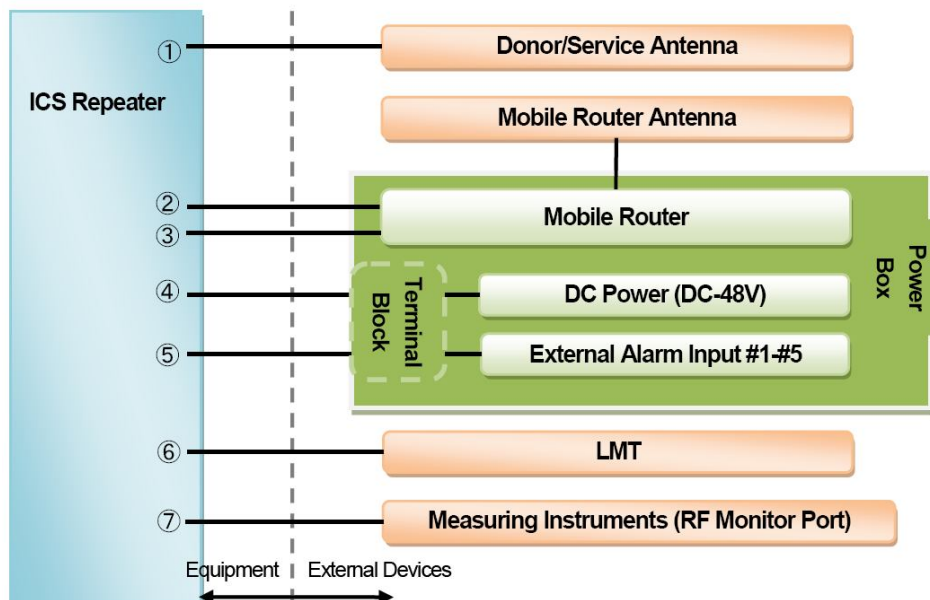 ①
Donor/Service Antenna
ICS Repeater
Mobile Router Antenna
②
Mobile Router
③
Power
Box
④
Terminal
Block
DC Power (DC-48V)
⑤
External Alarm Input #1-#5
⑥
LMT
⑦
Measuring Instruments (RF Monitor Port)
Equipment
External Devices